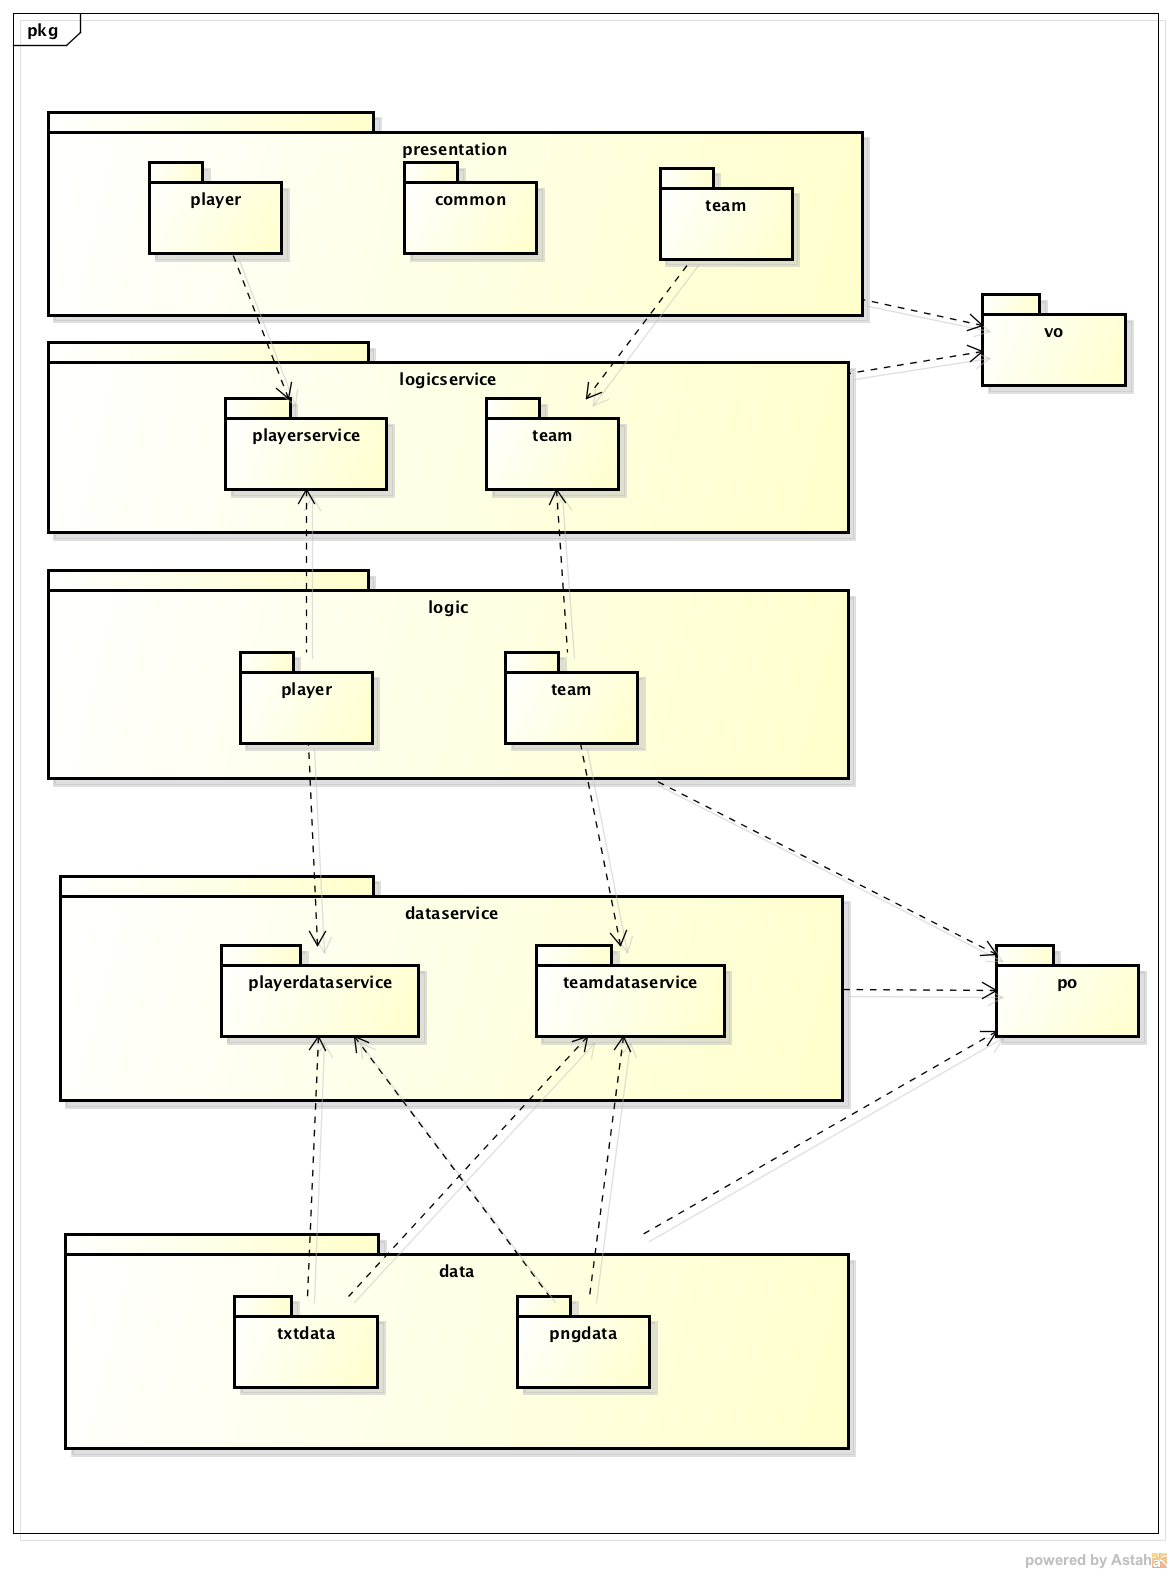 pkg
presentation
player
common
team
vo
logicservice
playerservice
team
logic
player
team
dataservice
playerdataservice
teamdataservice
po
data
txtdata
pngdata
powered by Astah